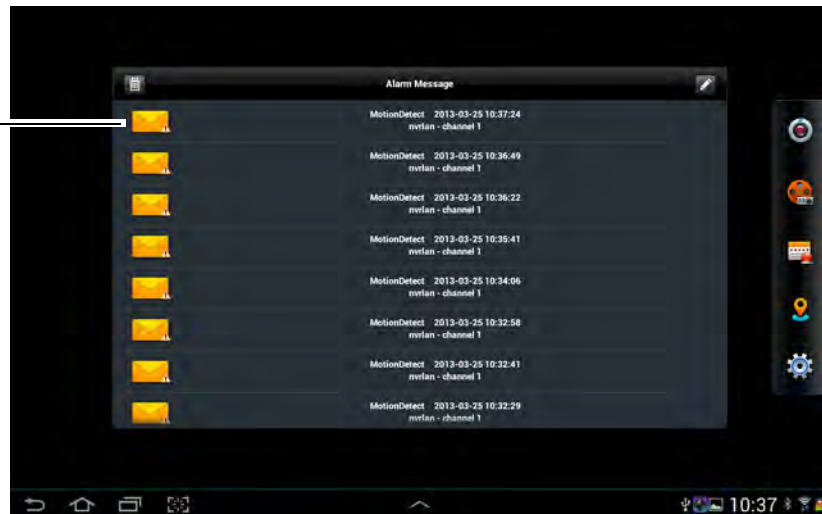 Alarm Message
MotionDetect 2013-03-25 10:37:24
nvrlan - channel 1
MotionDetect 2013-03-25 10:36:49
nvrlan - channel 1
MotionDetect 2013-03-25 10:36:22
nvrlan - channel 1
MotionDetect 2013-03-25 10:35:41
nvrlan - channel 1
MotionDetect 2013-03-25 10:34:06
nvrlan - channel 1
MotionDetect 2013-03-25 10:32:58
nvrlan - channel 1
MotionDetect 2013-03-25 10:32:41
nvrlan - channel 1
MotionDetect 2013-03-25 10:32:29
nvrlan - channel 1
10:37